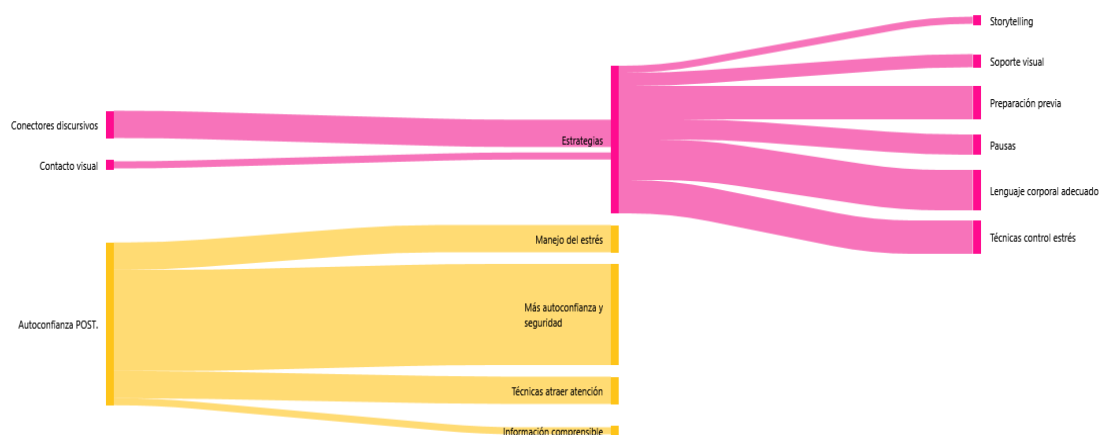 Storytelling
Soporte visual
Preparación previa
Conectores discursivos
Estrategias
Pausas
Contacto visual
Lenguaje corporal adecuado
Técnicas control estrés
Manejo del estrés
Más autoconfianza y
seguridad
Autoconfianza POST.
Técnicas atraer atención
Información comprensible